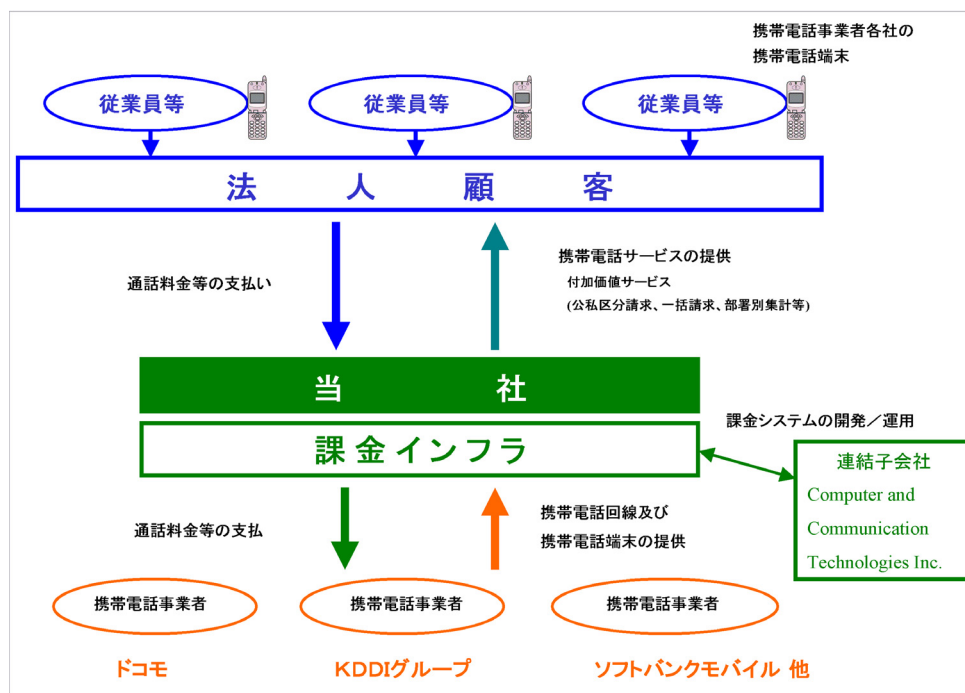 携帯電話事業者各社の
携帯電話端末
従業員等
従業員等
従業員等
法人顧客
通話料金等の支払い
携帯電話サービスの提供
付加価値サービス
(公私区分請求、一括請求、部署別集計等)
当社
課金インフラ
課金システムの開発／運用
連結子会社
Computer and
Communication
Technologies Inc.
通話料金等の支払
携帯電話回線及び
携帯電話端末の提供
携帯電話事業者
携帯電話事業者
携帯電話事業者
ドコモ
KDDIグループ
ソフトバンクモバイル 他